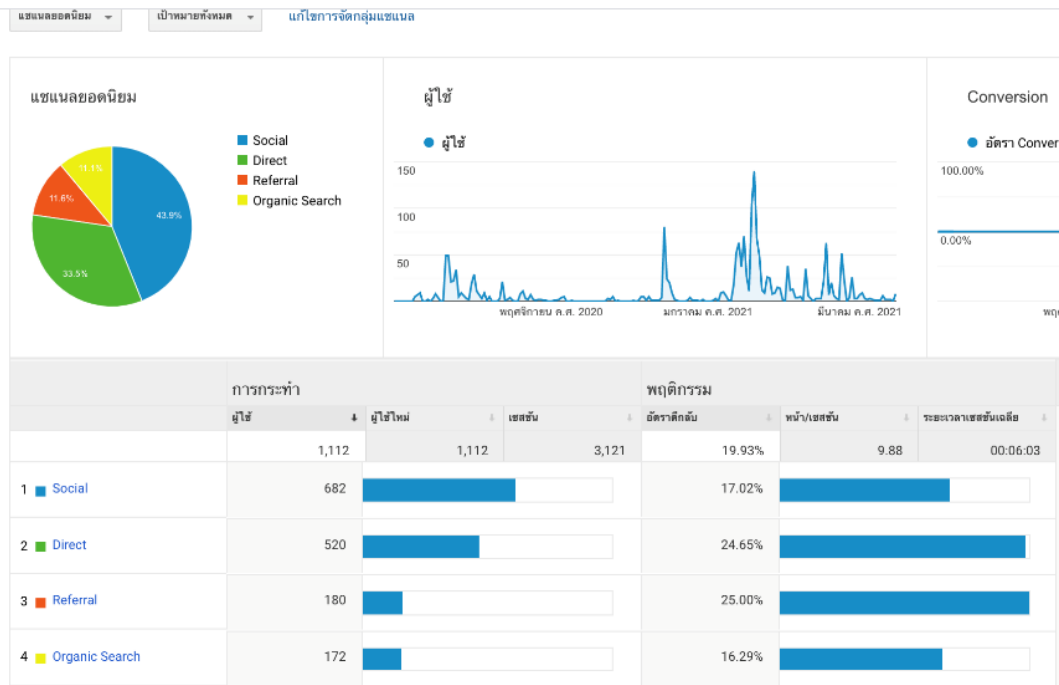 แชแนลยอดนิยม เป้าหมายทั้งหมด แก้ไขการจัดกลุ่มแชแนล
แชแนลยอดนิยม
Social
Direct
Referral
Organic Search
11.1%
11.6%
43.9%
33.5%
ผู้ใช้
ผู้ใช้
150
100
50
พฤศจิกายน ค.ศ. 2020 มกราคม ค.ศ. 2021 มีนาคม ค.ศ. 2021
Conversion
อัตรา Conver
100.00%
0.00%
พฤ
การกระทำ พฤติกรรม
ผู้ใช้ ผู้ใช้ใหม่ เซสชัน อัตราตีกลับ หน้า/เซสชัน ระยะเวลาเซสชันเฉลี่ย
1,112 1,112 3,121 19.93% 9.88 00:06:03
1 Social 682 17.02%
2 Direct 520 24.65%
3 Referral 180 25.00%
4 Organic Search 172 16.29%